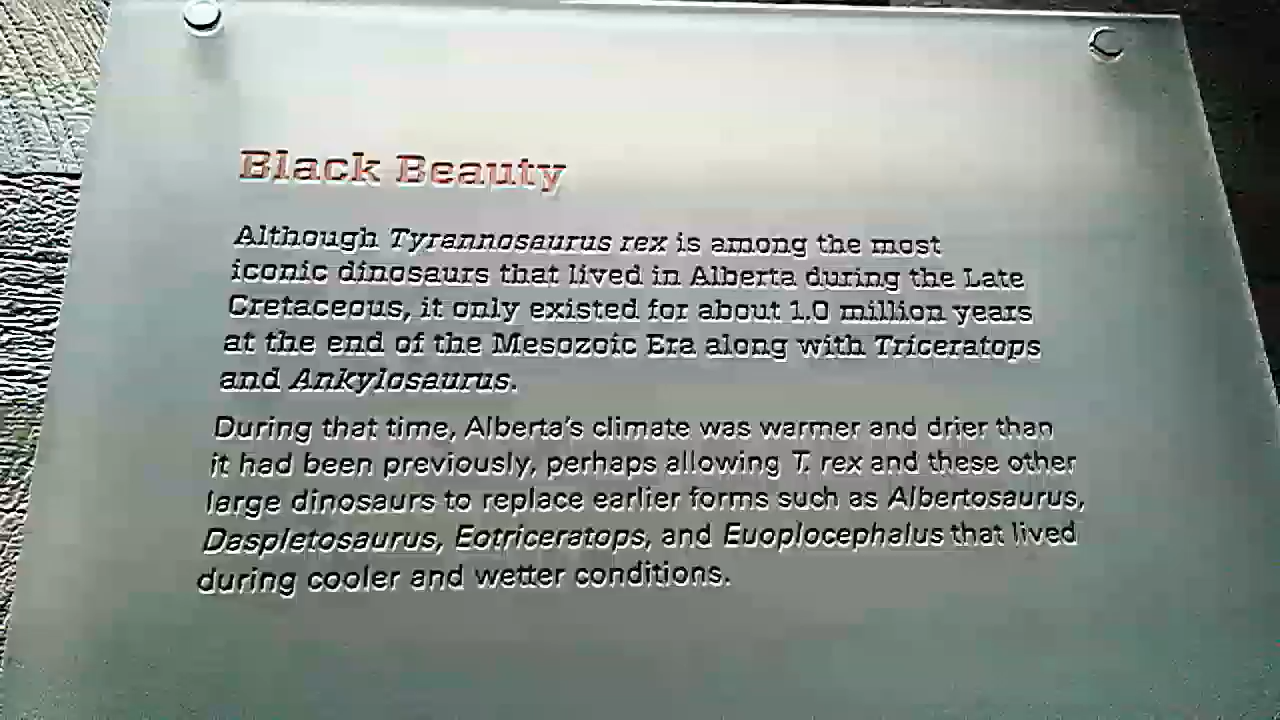 Black Beauty
Although Tyrannosaurus rex is among the most
iconic dinosaurs that lived in Alberta during the Late
Cretaceous, it only existed for about 1.0 million years
at the end of the Mesozoic Era along with Triceratops
and Ankylosaurus.
During that time, Alberta's climate was warmer and drier than
it had been previously, perhaps allowing T. rex and these other
large dinosaurs to replace earlier forms such as Albertosaurus,
Daspletosaurus, Eotriceratops, and Euoplocephalus that lived
during cooler and wetter conditions.